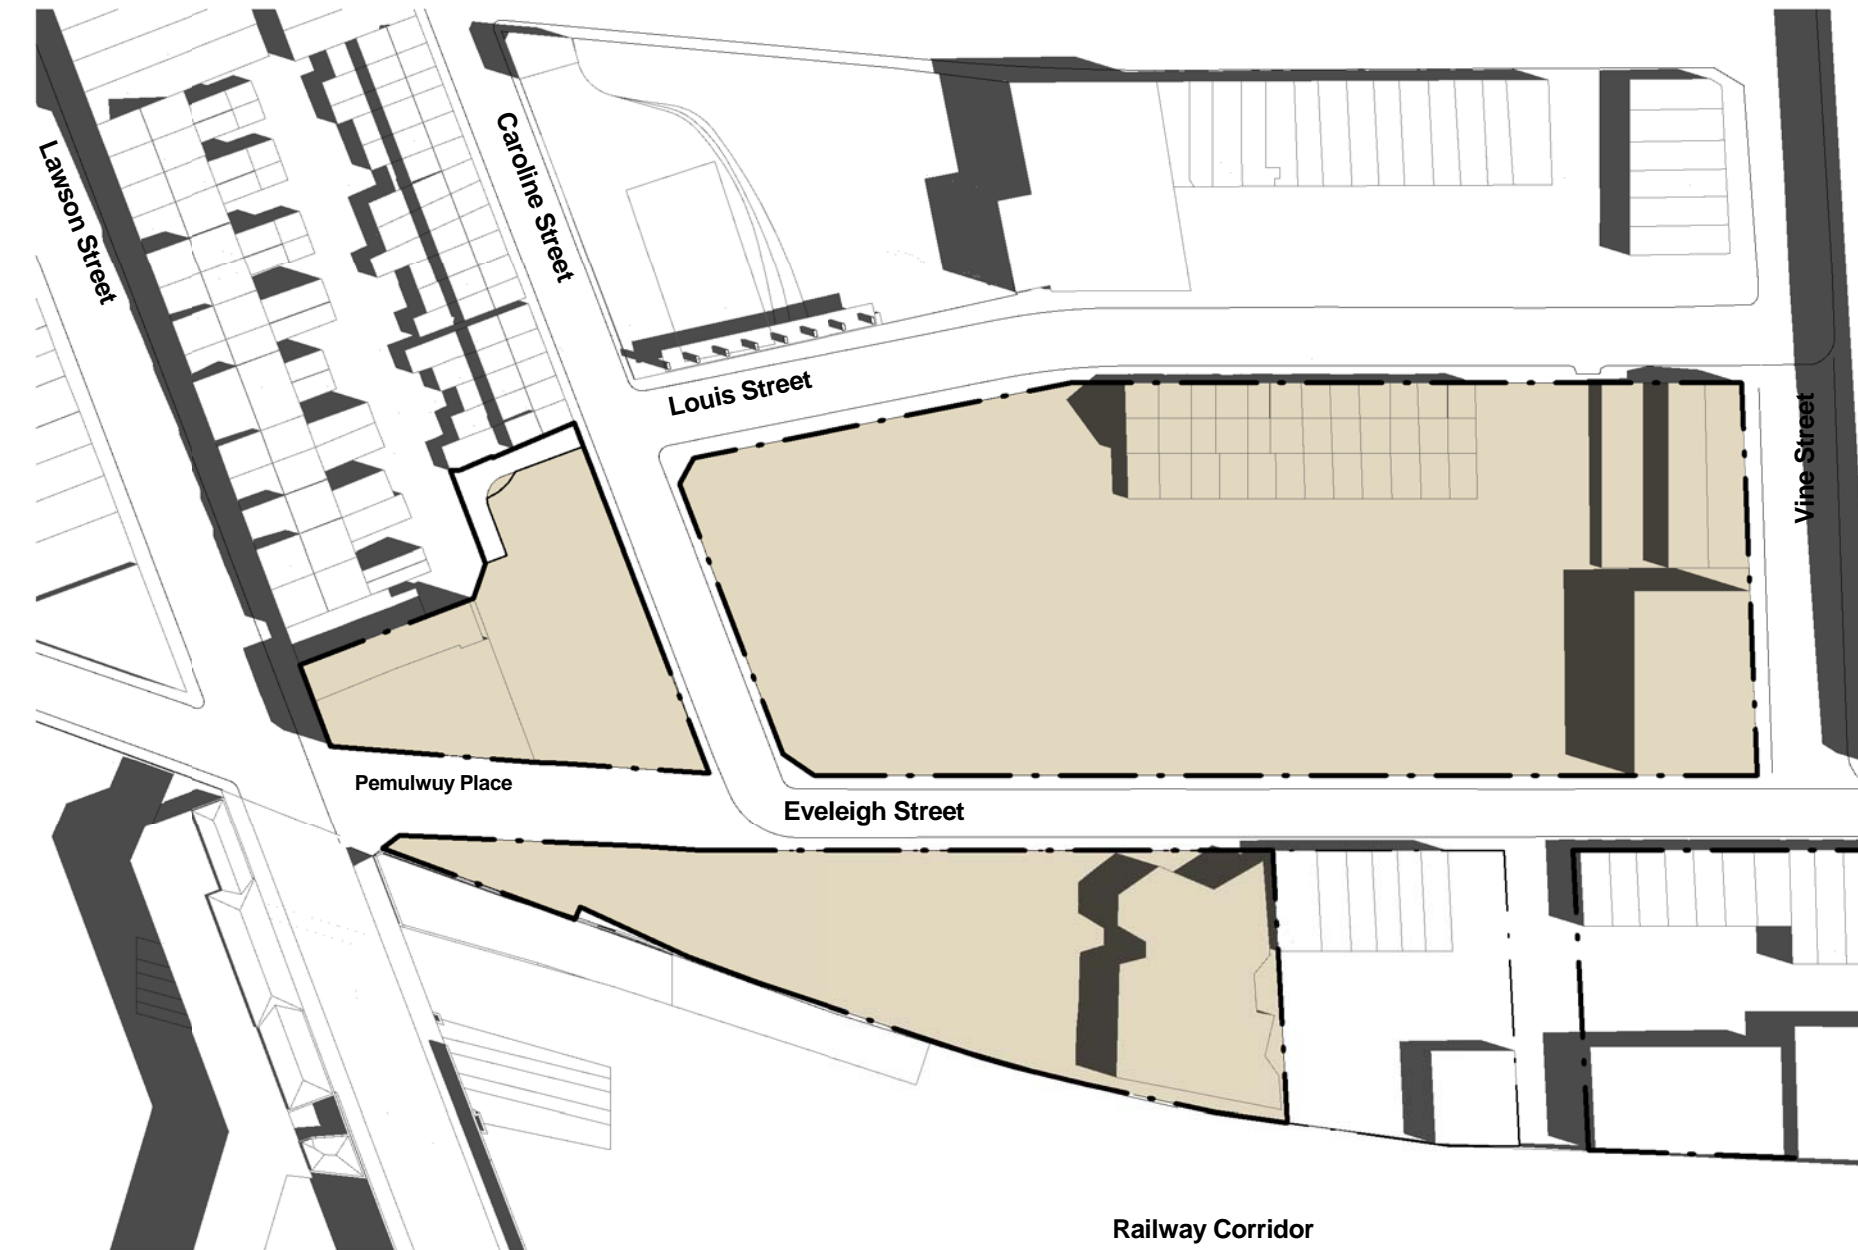 Lawson Street
Caroline Street
Louis Street
Vine Street
Pemulwuy Place
Eveleigh Street
Railway Corridor